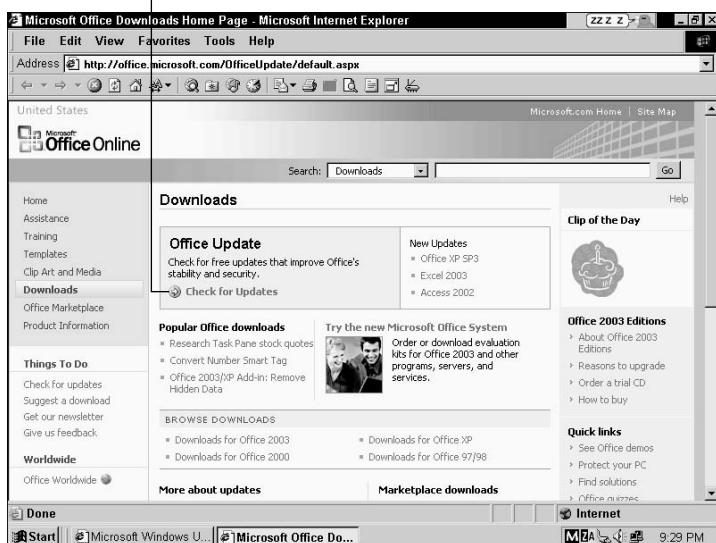 Microsoft Office Downloads Home Page - Microsoft Internet Explorer
zz z z
File Edit View Favorites Tools Help
Address http://office.microsoft.com/OfficeUpdate/default.aspx
United States
Microsoft.com Home | Site Map
Microsoft
Office Online
Search: Downloads Go
Home
Assistance
Training
Templates
Clip Art and Media
Downloads
Office Marketplace
Product Information
Things To Do
Check for updates
Suggest a download
Get our newsletter
Give us feedback
Worldwide
Office Worldwide
Downloads
Office Update
Check for free updates that improve Office's
stability and security.
Check for Updates
New Updates
Office XP SP3
Excel 2003
Access 2002
Popular Office downloads
Research Task Pane stock quotes
Convert Number Smart Tag
Office 2003/XP Add-in: Remove
Hidden Data
Try the new Microsoft Office System
Order or download evaluation
kits for Office 2003 and other
programs, servers, and
services.
BROWSE DOWNLOADS
Downloads for Office 2003
Downloads for Office XP
Downloads for Office 2000
Downloads for Office 97/98
More about updates
Marketplace downloads
Help
Clip of the Day
Office 2003 Editions
About Office 2003
Editions
Reasons to upgrade
Order a trial CD
How to buy
Quick links
See Office demos
Protect your PC
Find solutions
Office quizzes
Done
Internet
Start
Microsoft Windows U...
Microsoft Office Do...
9:29 PM